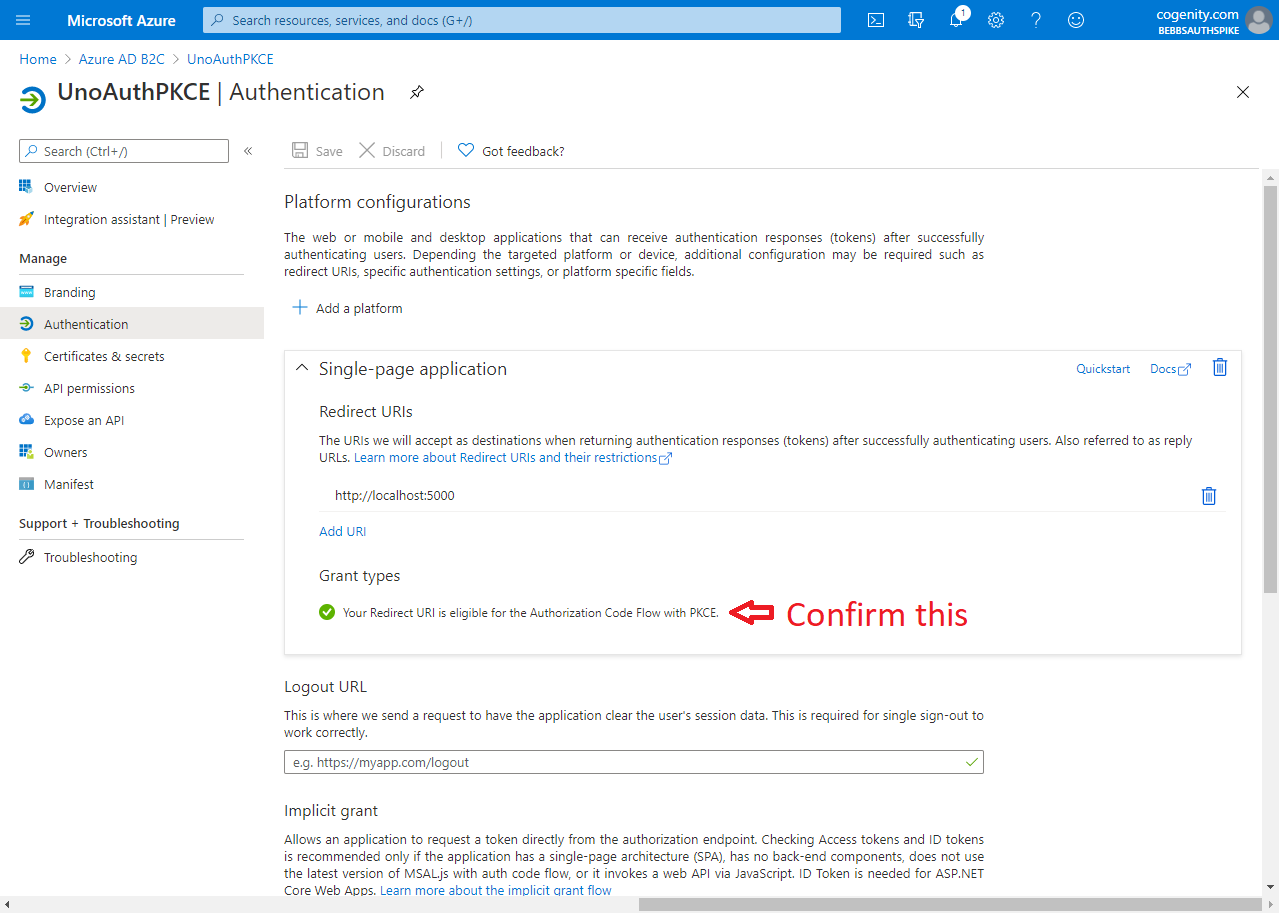 Microsoft Azure
Search resources, services, and docs (G+/)
1
cogenity.com
BEBBSAUTHSPIKE
Home > Azure AD B2C > UnoAuthPKCE
UnoAuthPKCE | Authentication
Search (Ctrl+/)
«
Save
Discard
Got feedback?
Overview
Integration assistant | Preview
Manage
Branding
Authentication
Certificates & secrets
API permissions
Expose an API
Owners
Manifest
Support + Troubleshooting
Troubleshooting
Platform configurations
The web or mobile and desktop applications that can receive authentication responses (tokens) after successfully
authenticating users. Depending the targeted platform or device, additional configuration may be required such as
redirect URIs, specific authentication settings, or platform specific fields.
Add a platform
Single-page application
Quickstart
Docs
Redirect URIs
The URIs we will accept as destinations when returning authentication responses (tokens) after successfully authenticating users. Also referred to as reply
URLs. Learn more about Redirect URIs and their restrictions
http://localhost:5000
Add URI
Grant types
Your Redirect URI is eligible for the Authorization Code Flow with PKCE.
Confirm this
Logout URL
This is where we send a request to have the application clear the user's session data. This is required for single sign-out to
work correctly.
e.g. https://myapp.com/logout
Implicit grant
Allows an application to request a token directly from the authorization endpoint. Checking Access tokens and ID tokens
is recommended only if the application has a single-page architecture (SPA), has no back-end components, does not use
the latest version of MSAL.js with auth code flow, or it invokes a web API via JavaScript. ID Token is needed for ASP.NET
Core Web Apps. Learn more about the implicit grant flow